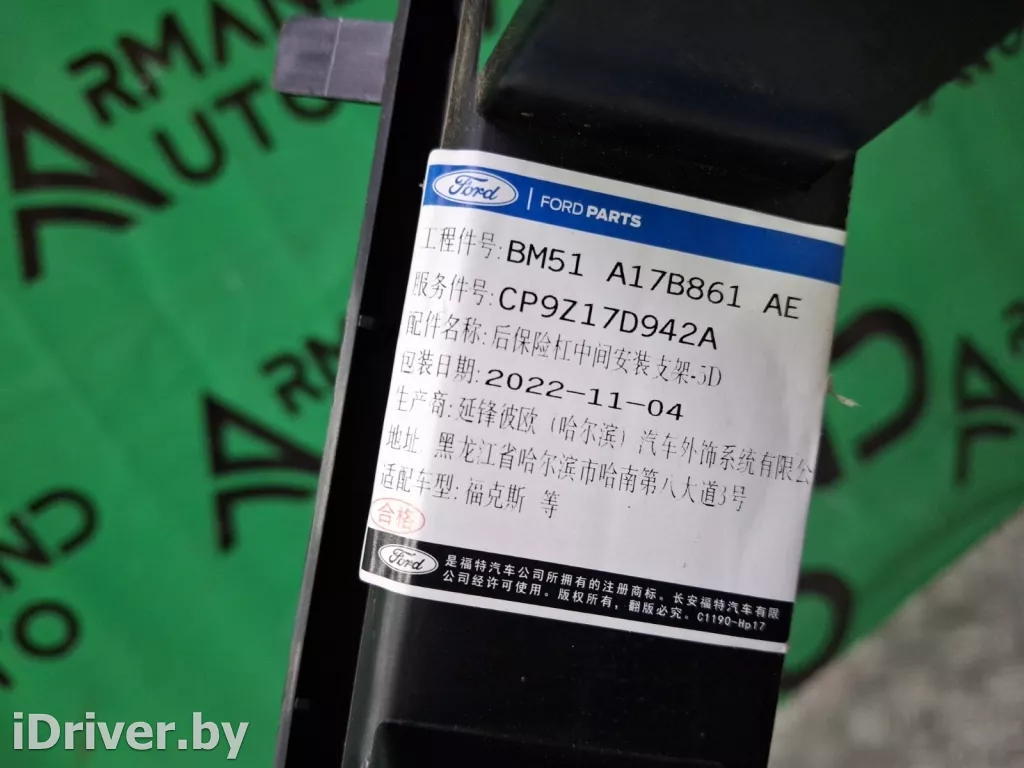 ARMAND
AUTO
Ford | FORD PARTS
工程件号: BM51 A17B861 AE
服务件号: CP9Z17D942A
配件名称: 后保险杠中间安装支架-5D
包装日期: 2022-11-04
生产商: 延锋彼欧（哈尔滨）汽车外饰系统有限公
地址: 黑龙江省哈尔滨市哈南第八大道3号
适配车型: 福克斯 等
合格
Ford 是福特汽车公司所拥有的注册商标。长安福特汽车有限
公司经许可使用。版权所有，翻版必究。C1190-Hp17
ARMAND
AUTO
iDriver.by